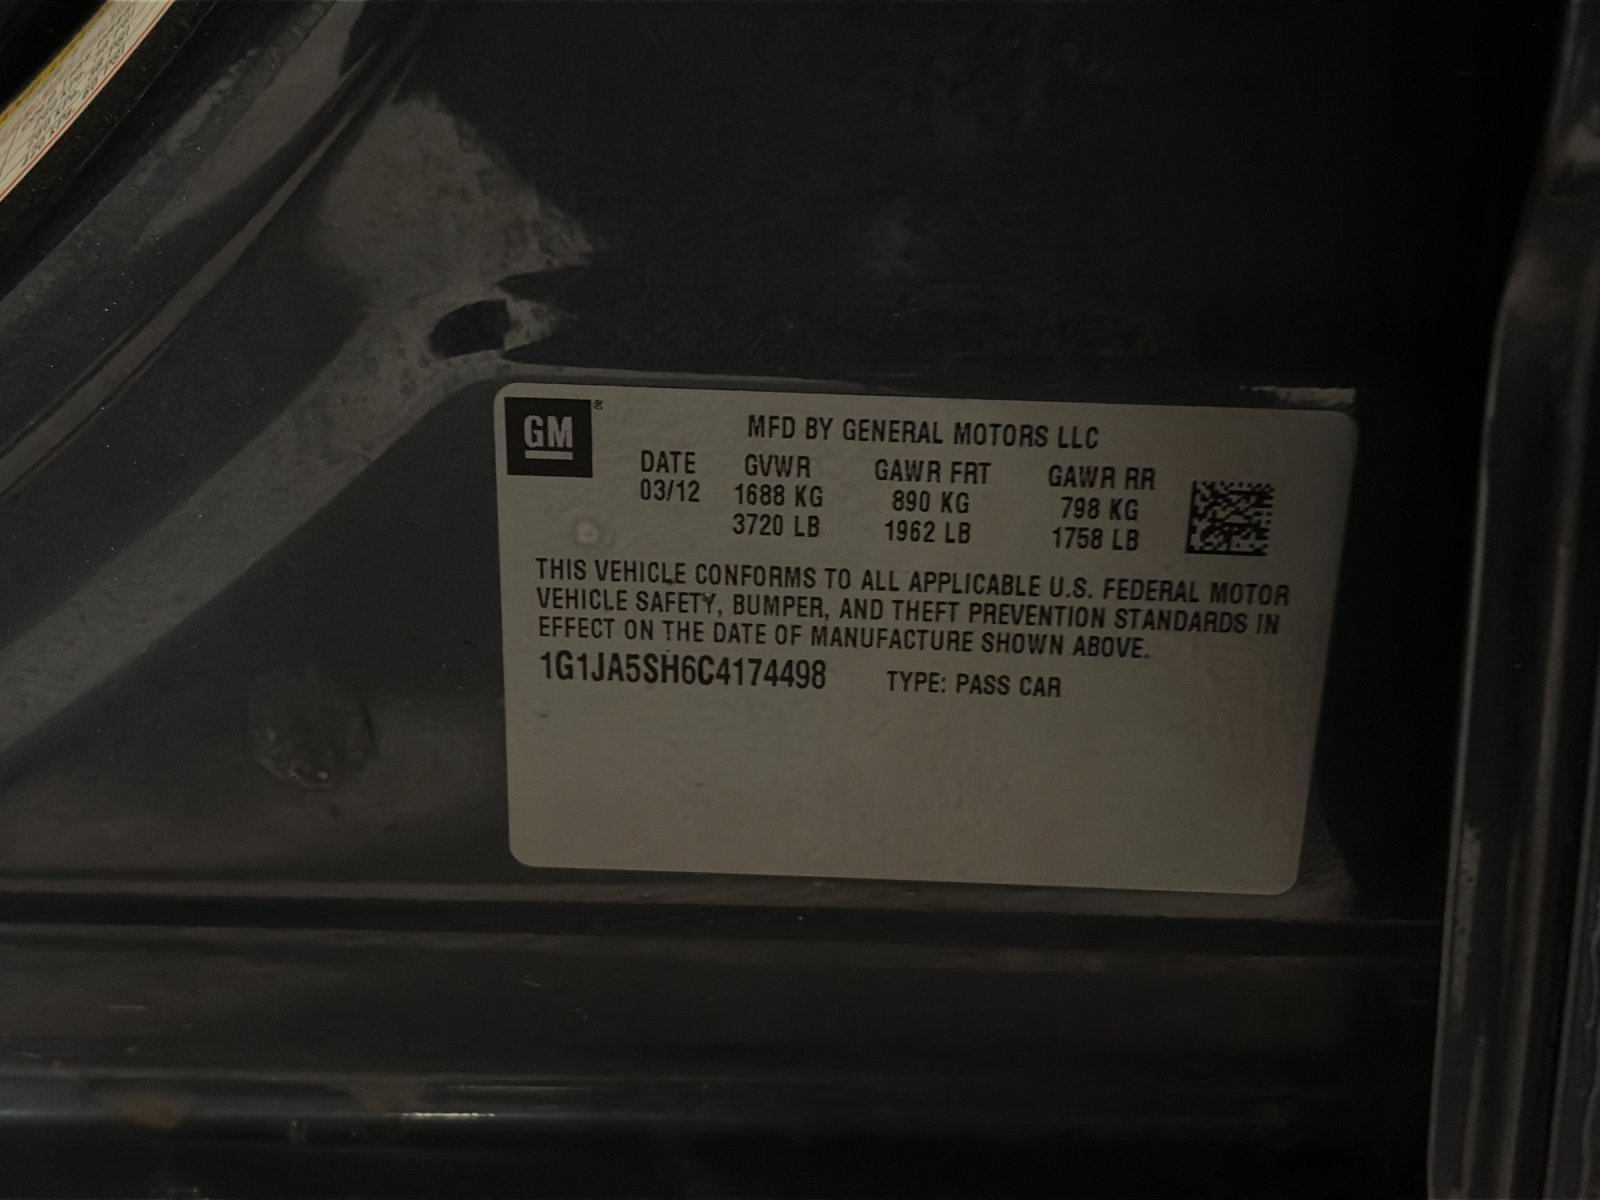 GM®
MFD BY GENERAL MOTORS LLC
DATE GVWR GAWR FRT GAWR RR
03/12 1688 KG 890 KG 798 KG
3720 LB 1962 LB 1758 LB
THIS VEHICLE CONFORMS TO ALL APPLICABLE U.S. FEDERAL MOTOR
VEHICLE SAFETY, BUMPER, AND THEFT PREVENTION STANDARDS IN
EFFECT ON THE DATE OF MANUFACTURE SHOWN ABOVE.
1G1JA5SH6C4174498 TYPE: PASS CAR